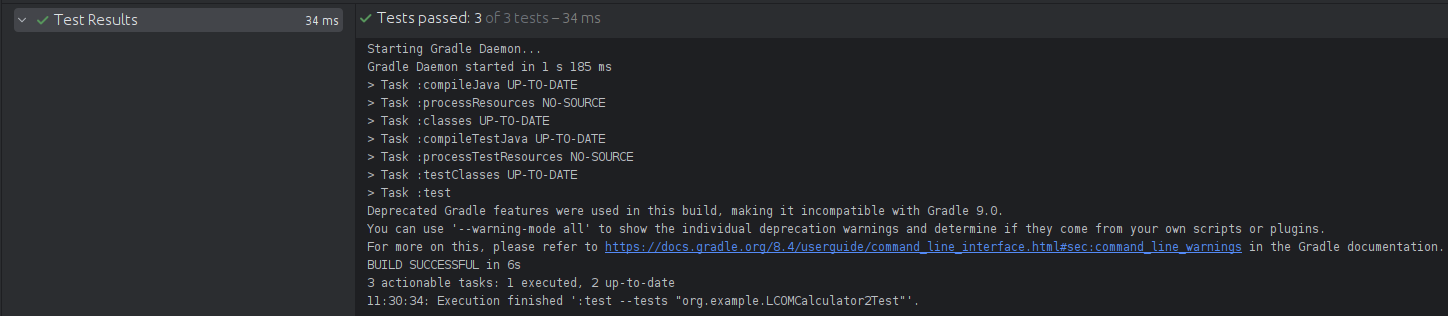 Test Results 34 ms
Tests passed: 3 of 3 tests – 34 ms
Starting Gradle Daemon...
Gradle Daemon started in 1 s 185 ms
> Task :compileJava UP-TO-DATE
> Task :processResources NO-SOURCE
> Task :classes UP-TO-DATE
> Task :compileTestJava UP-TO-DATE
> Task :processTestResources NO-SOURCE
> Task :testClasses UP-TO-DATE
> Task :test
Deprecated Gradle features were used in this build, making it incompatible with Gradle 9.0.
You can use '--warning-mode all' to show the individual deprecation warnings and determine if they come from your own scripts or plugins.
For more on this, please refer to https://docs.gradle.org/8.4/userguide/command_line_interface.html#sec:command_line_warnings in the Gradle documentation.
BUILD SUCCESSFUL in 6s
3 actionable tasks: 1 executed, 2 up-to-date
11:30:34: Execution finished ':test --tests "org.example.LCOMCalculator2Test"'.